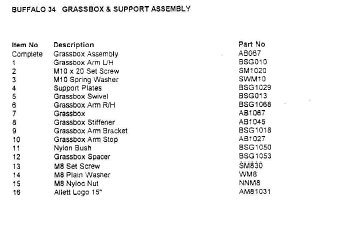 BUFFALO 34 GRASSBOX & SUPPORT ASSEMBLY
Item No Description Part No
Complete Grassbox Assembly AB067
1 Grassbox Arm L/H BSG010
2 M10 x 20 Set Screw SM1020
3 M10 Spring Washer SWM10
4 Support Plates BSG1029
5 Grassbox Swivel BSG013
6 Grassbox Arm R/H BSG1068
7 Grassbox AB1067
8 Grassbox Stiffener AB1045
9 Grassbox Arm Bracket BSG1018
10 Grassbox Arm Stop AB1027
11 Nylon Bush BSG1050
12 Grassbox Spacer BSG1053
13 M8 Set Screw SM830
14 M8 Plain Washer WM8
15 M8 Nyloc Nut NNM8
16 Allett Logo 15" AM81031